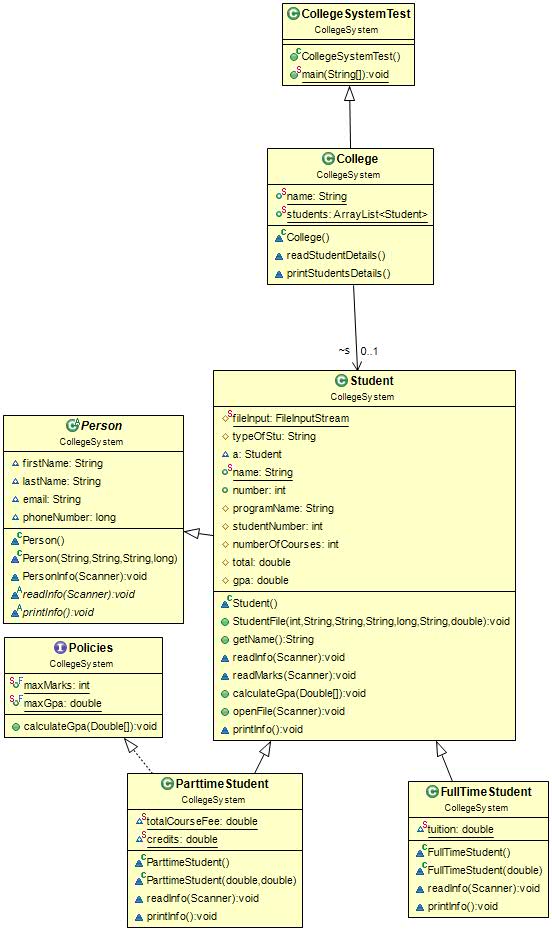 CollegeSystemTest
CollegeSystem
CollegeSystemTest()
main(String[]):void
College
CollegeSystem
name: String
students: ArrayList<Student>
College()
readStudentDetails()
printStudentsDetails()
~s 0..1
Student
CollegeSystem
fileInput: FileInputStream
typeOfStu: String
a: Student
name: String
number: int
programName: String
studentNumber: int
numberOfCourses: int
total: double
gpa: double
Student()
StudentFile(int,String,String,String,long,String,double):void
getName():String
readInfo(Scanner):void
readMarks(Scanner):void
calculateGpa(Double[]):void
openFile(Scanner):void
printInfo():void
Person
CollegeSystem
firstName: String
lastName: String
email: String
phoneNumber: long
Person()
Person(String,String,String,long)
PersonInfo(Scanner):void
readInfo(Scanner):void
printInfo():void
Policies
CollegeSystem
maxMarks: int
maxGpa: double
calculateGpa(Double[]):void
ParttimeStudent
CollegeSystem
totalCourseFee: double
credits: double
ParttimeStudent()
ParttimeStudent(double,double)
readInfo(Scanner):void
printInfo():void
FullTimeStudent
CollegeSystem
tuition: double
FullTimeStudent()
FullTimeStudent(double)
readInfo(Scanner):void
printInfo():void